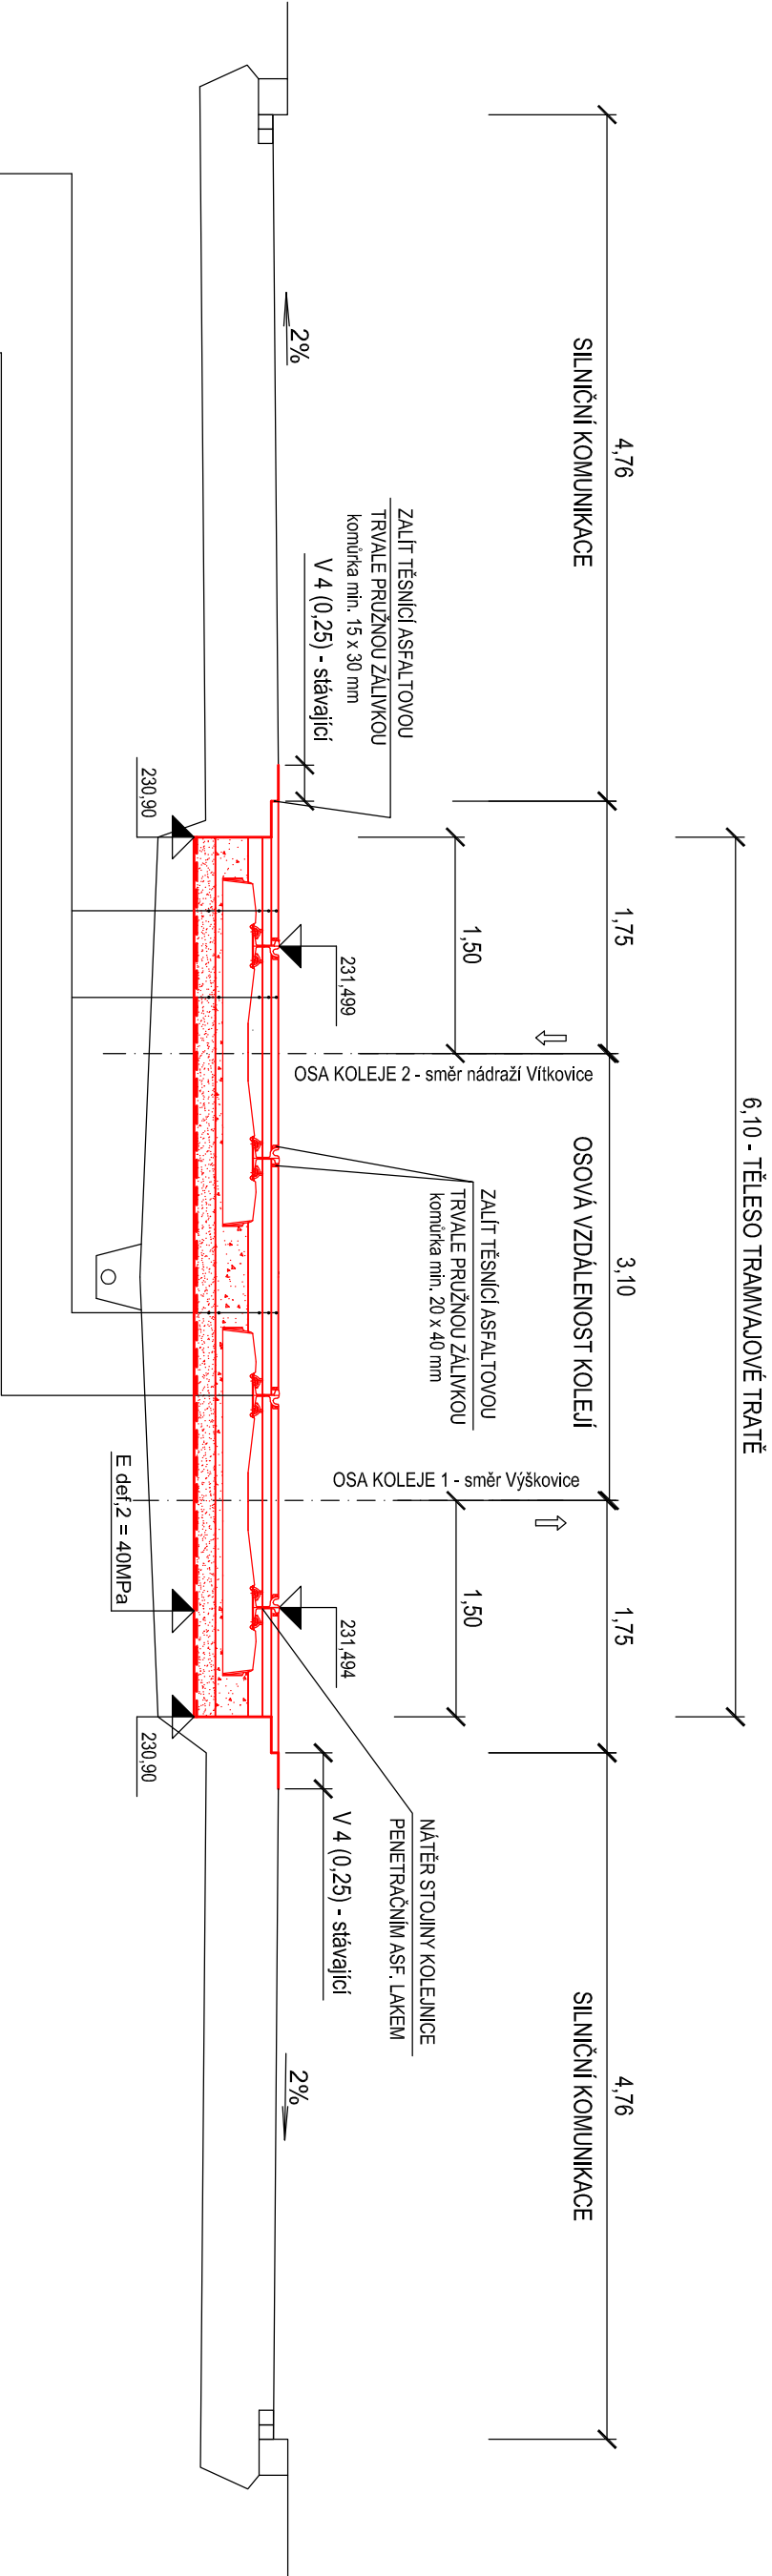 6,10 - TĚLESO TRAMVAJOVÉ TRATĚ
4,76
SILNIČNÍ KOMUNIKACE
1,75
3,10
OSOVÁ VZDÁLENOST KOLEJÍ
1,75
4,76
SILNIČNÍ KOMUNIKACE
1,50
1,50
OSA KOLEJE 2 - směr nádraží Vítkovice
OSA KOLEJE 1 - směr Výškovice
ZALÍT TĚSNÍCÍ ASFALTOVOU
TRVALE PRUŽNOU ZÁLIVKOU
komůrka min. 15 x 30 mm
V 4 (0,25) - stávající
ZALÍT TĚSNÍCÍ ASFALTOVOU
TRVALE PRUŽNOU ZÁLIVKOU
komůrka min. 20 x 40 mm
NÁTĚR STOJINY KOLEJNICE
PENETRAČNÍM ASF. LAKEM
V 4 (0,25) - stávající
2%
231,499
231,494
2%
230,90
E def,2 = 40MPa
230,90